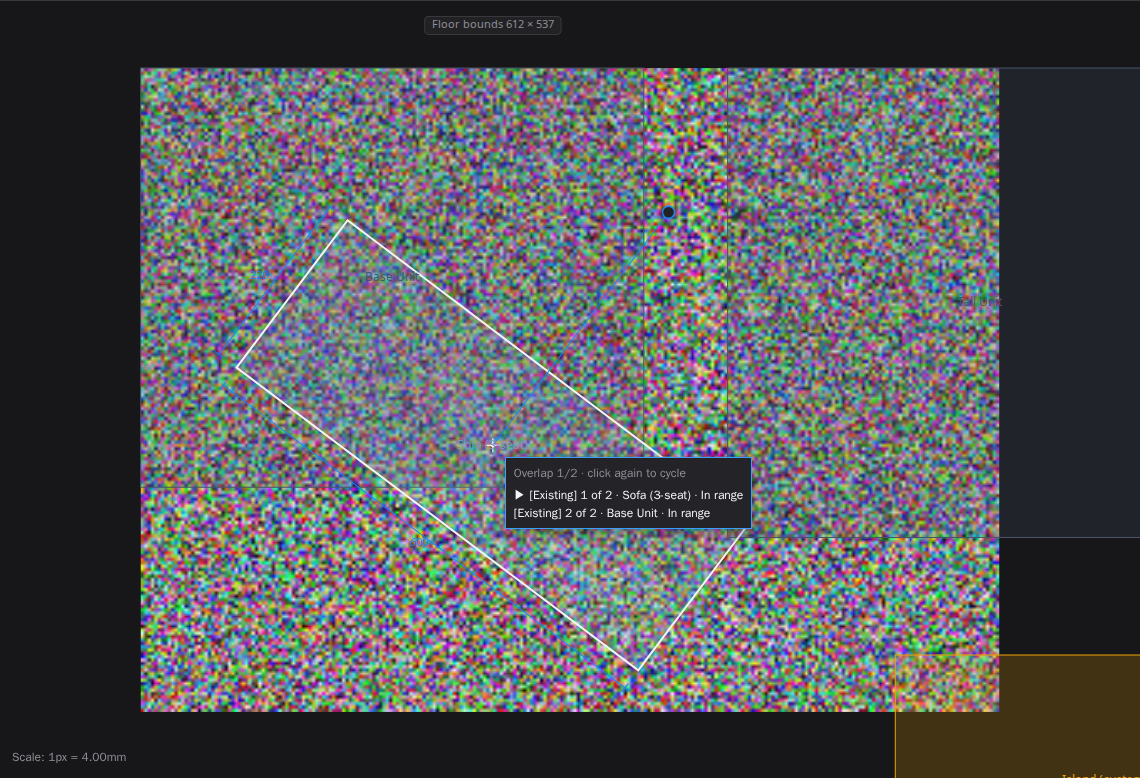 Floor bounds 612 × 537
Base Unit
Overlap 1/2 · click again to cycle
▶ [Existing] 1 of 2 · Sofa (3-seat) · In range
[Existing] 2 of 2 · Base Unit · In range
Scale: 1px = 4.00mm